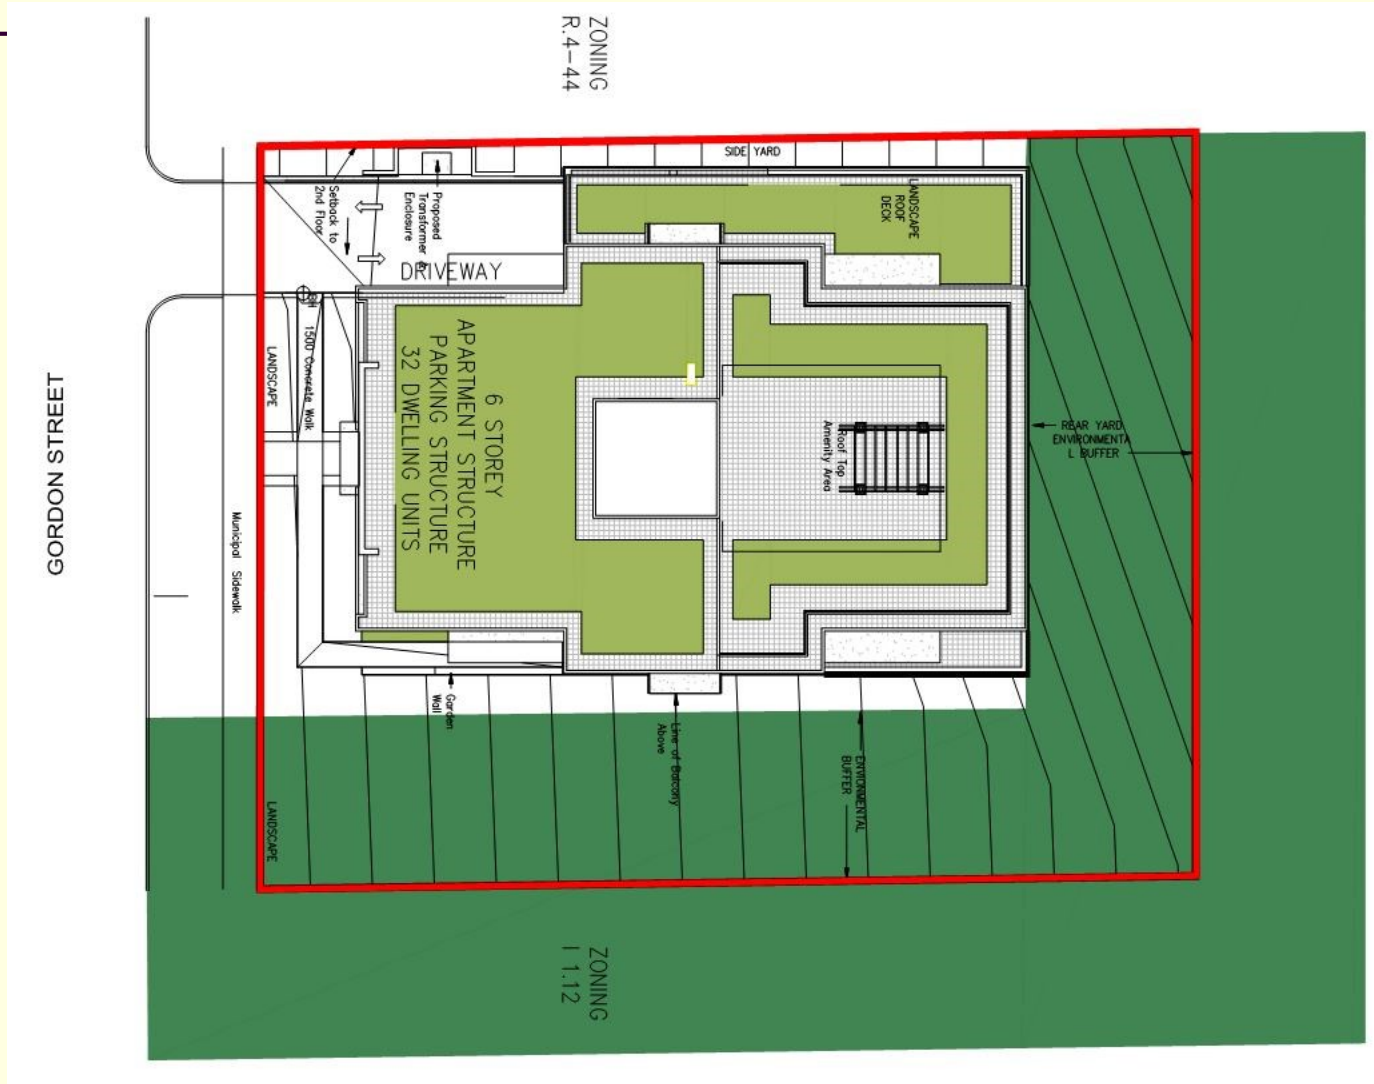 ZONING
R.4-44
SIDE YARD
LANDSCAPE
ROOF
DECK
Setback to
2nd Floor
Proposed
Transformer &
Enclosure
DRIVEWAY
BH
1500 Concrete Walk
LANDSCAPE
6 STOREY
APARTMENT STRUCTURE
PARKING STRUCTURE
32 DWELLING UNITS
Roof Top
Amenity Area
REAR YARD
ENVIRONMENTA
L BUFFER
GORDON STREET
Municipal Sidewalk
Garden
Wall
Line of Balcony
Above
ENVIRONMENTAL
BUFFER
LANDSCAPE
ZONING
I 1.12